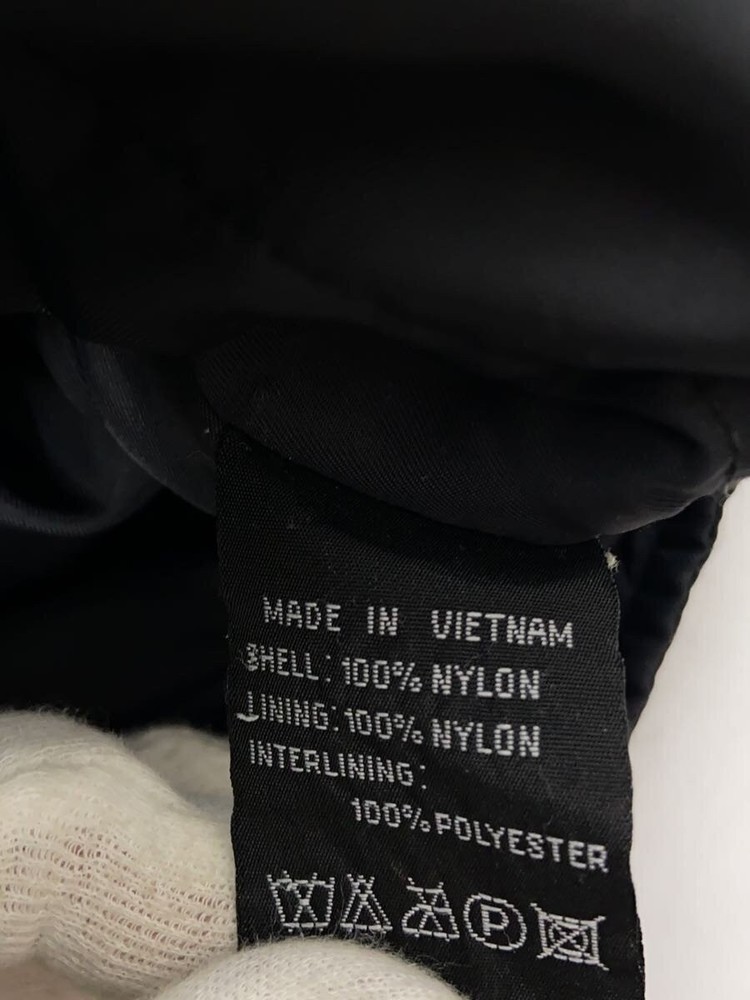 MADE IN VIETNAM
SHELL: 100% NYLON
LINING: 100% NYLON
INTERLINING:
100% POLYESTER
P